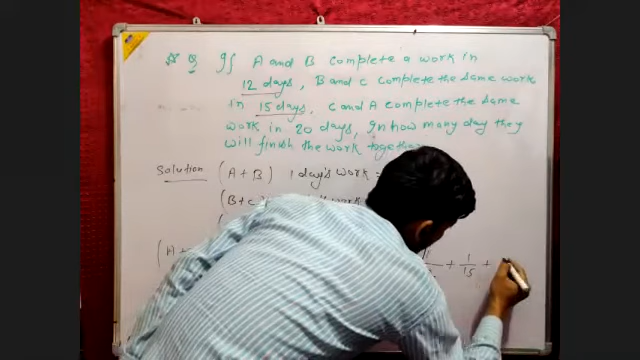 Q If A and B complete a work in
12 days, B and C complete the same work
in 15 days, C and A complete the same
work in 20 days, In how many day they
will finish the work together
Solution (A+B) 1 day's work =
(B+C) work
(A+
+ 1/15 +